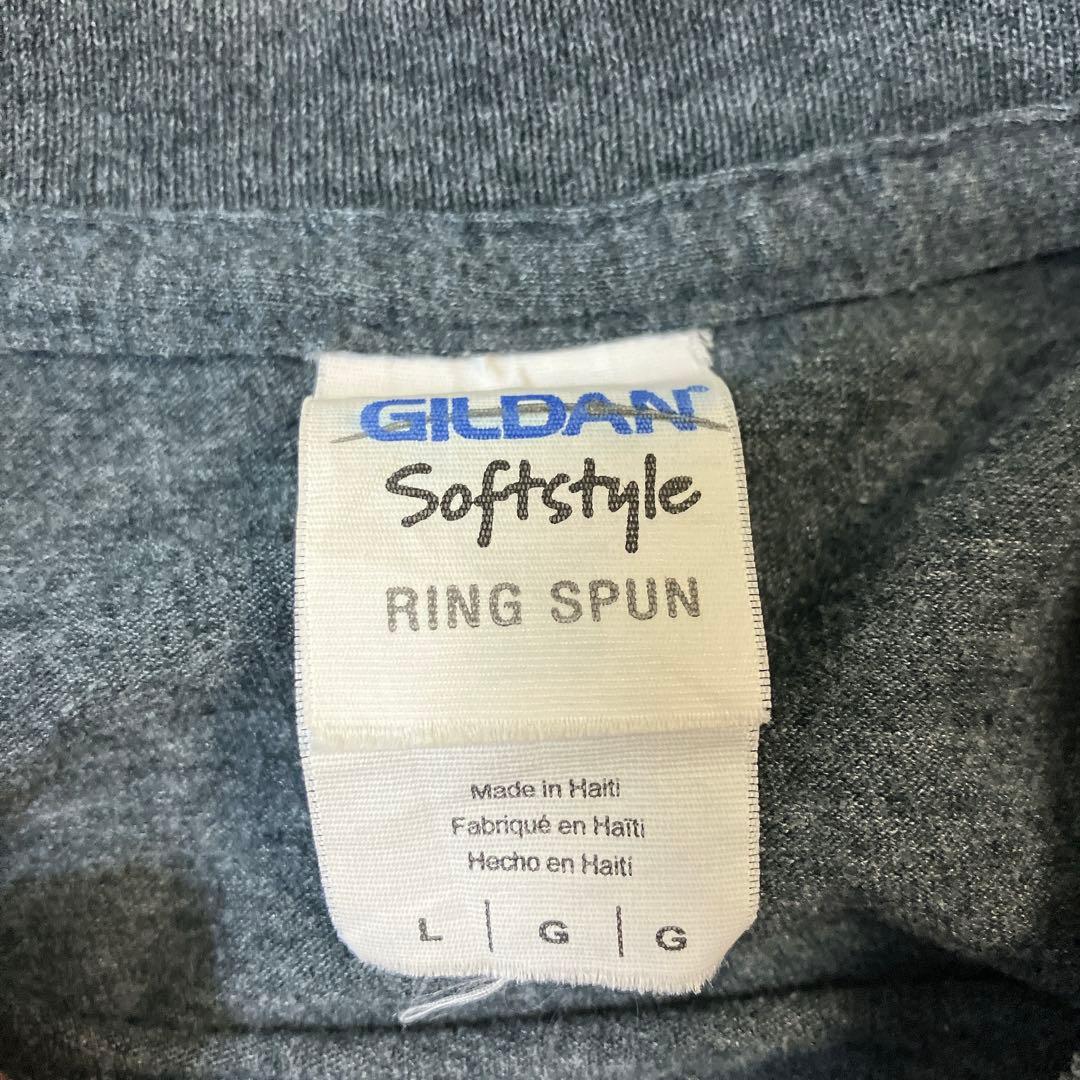 GILDAN
Softstyle
RING SPUN
Made in Haiti
Fabriqué en Haïti
Hecho en Haiti
L | G | G